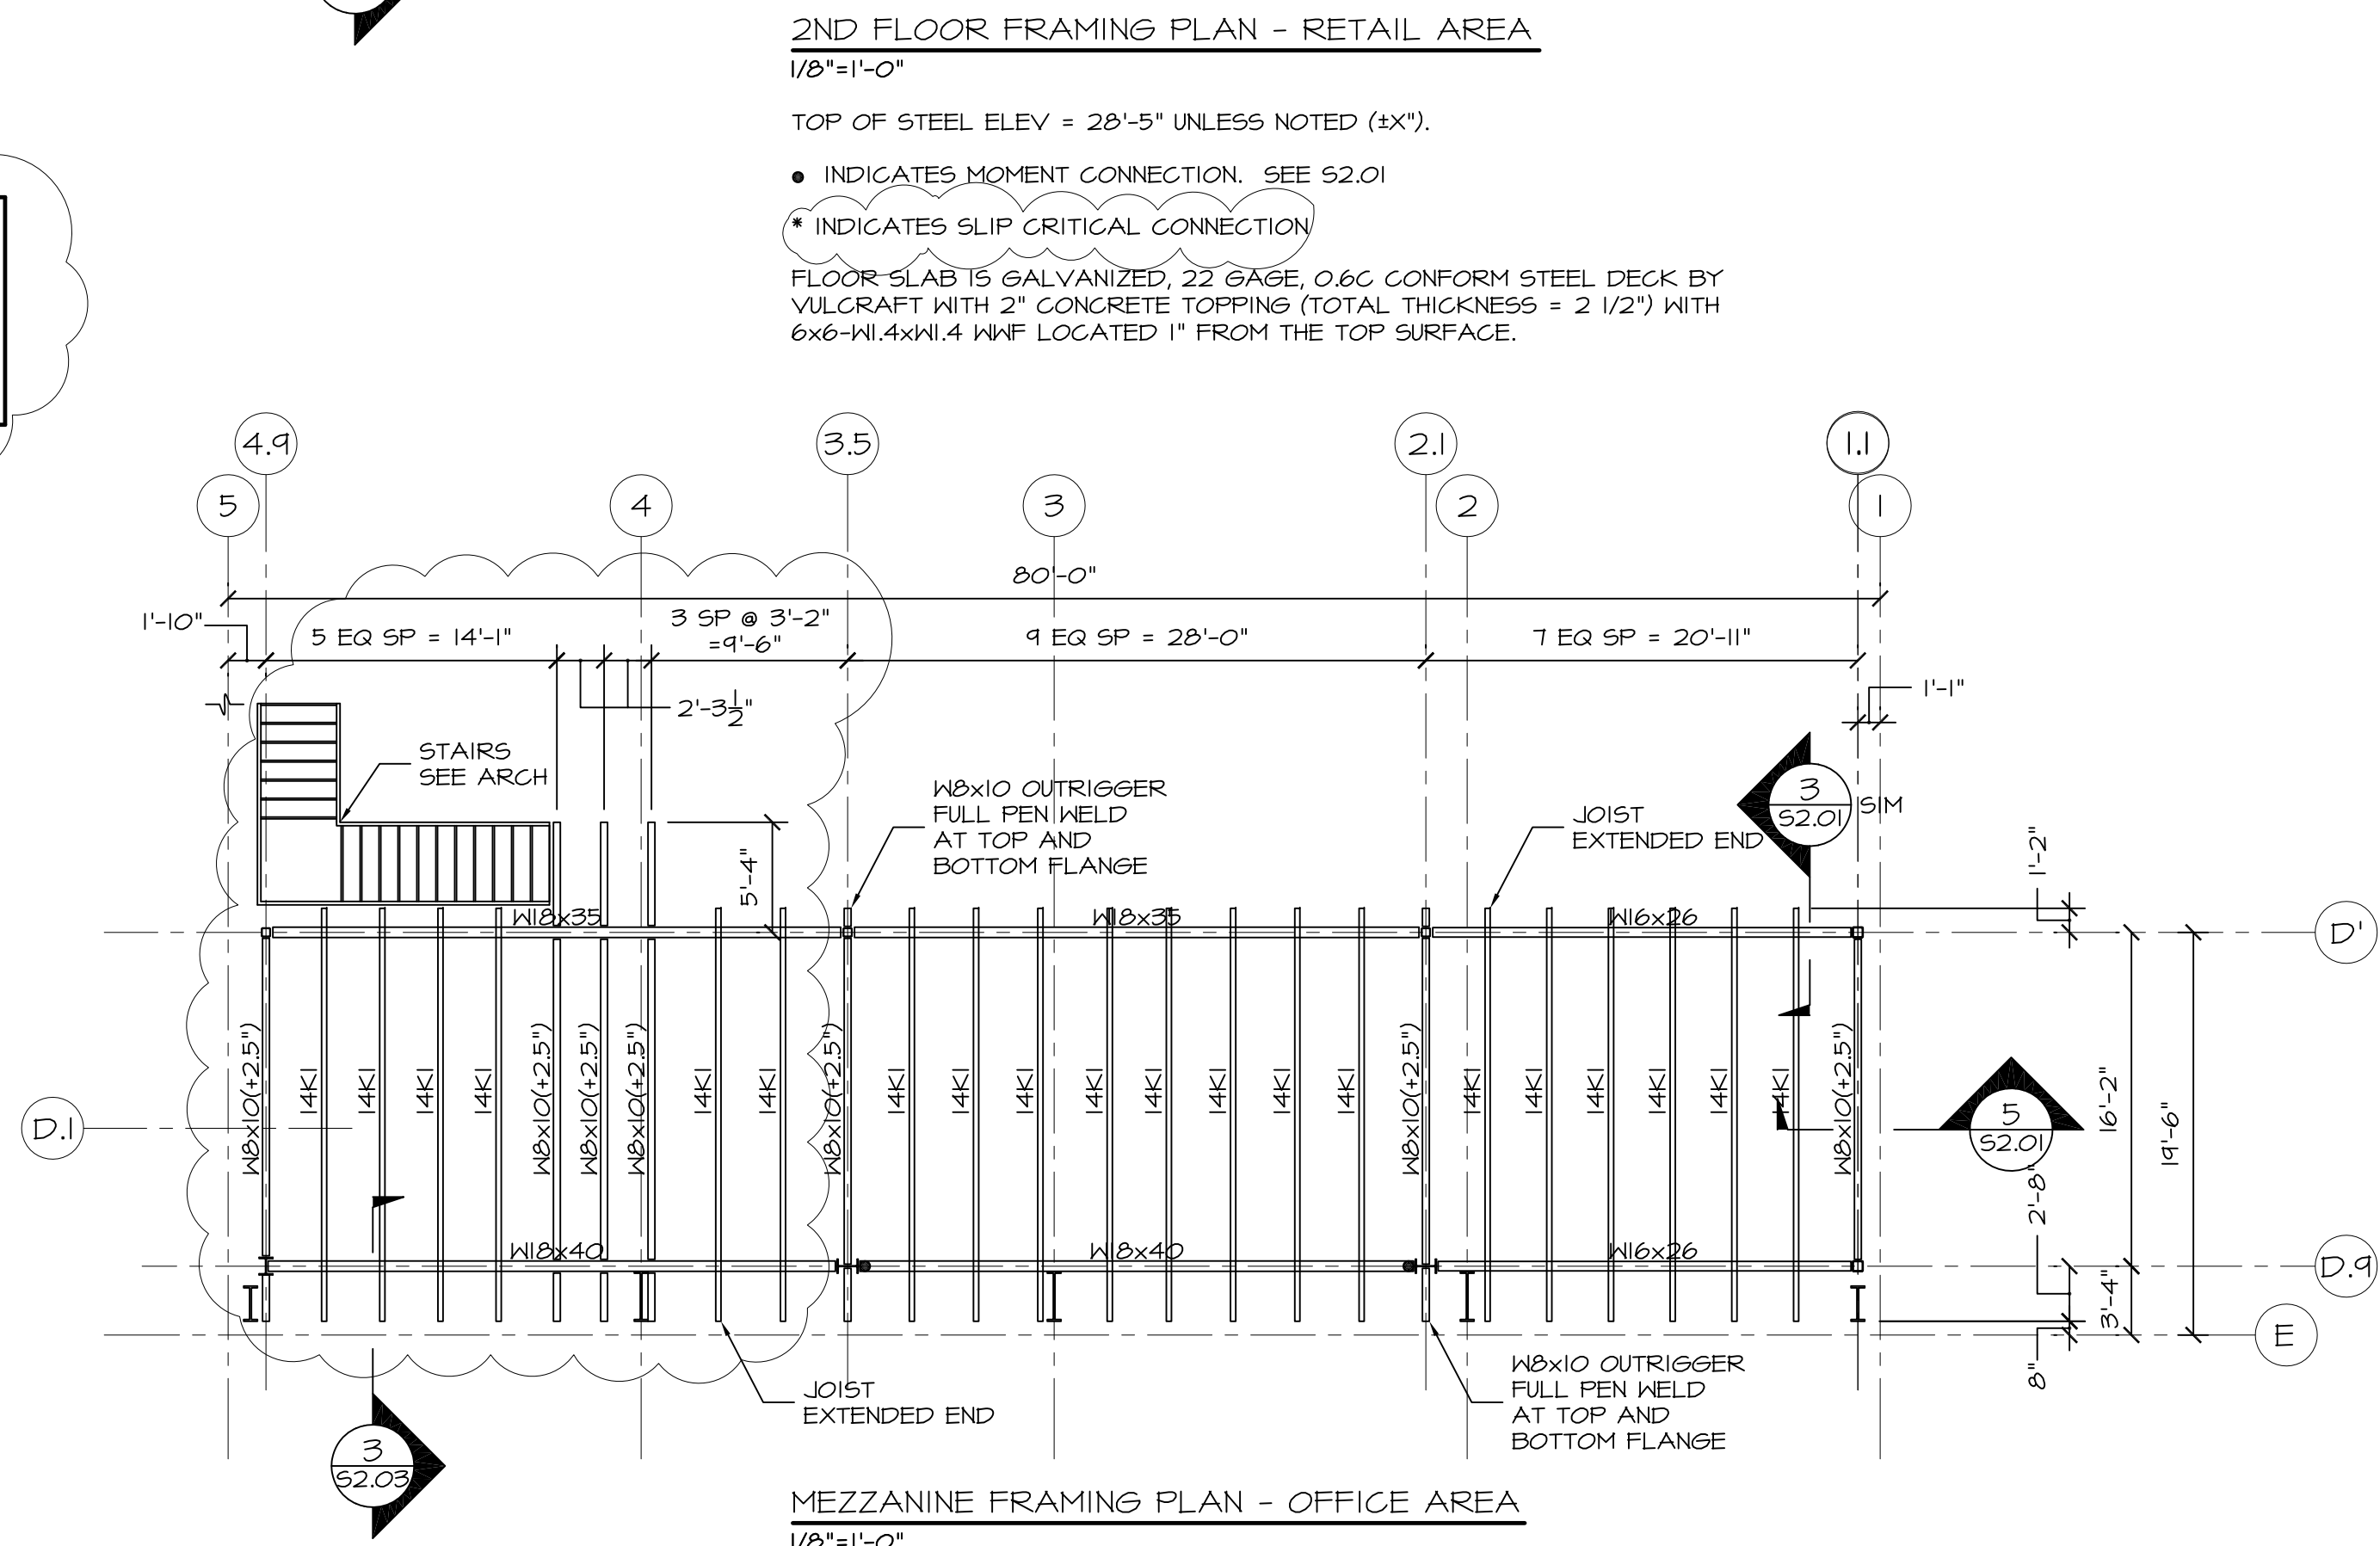 2ND FLOOR FRAMING PLAN - RETAIL AREA
1/8"=1'-0"
TOP OF STEEL ELEV = 28'-5" UNLESS NOTED (±X").
INDICATES MOMENT CONNECTION. SEE S2.01
* INDICATES SLIP CRITICAL CONNECTION
FLOOR SLAB IS GALVANIZED, 22 GAGE, 0.6C CONFORM STEEL DECK BY
VULCRAFT WITH 2" CONCRETE TOPPING (TOTAL THICKNESS = 2 1/2") WITH
6x6-W1.4xW1.4 WWF LOCATED 1" FROM THE TOP SURFACE.
4.9
3.5
2.1
1.1
5
4
3
2
1
80'-0"
1'-10"
5 EQ SP = 14'-1"
3 SP @ 3'-2"
=9'-6"
9 EQ SP = 28'-0"
7 EQ SP = 20'-11"
2'-3 1/2"
1'-1"
STAIRS
SEE ARCH
5'-4"
W8x10 OUTRIGGER
FULL PEN WELD
AT TOP AND
BOTTOM FLANGE
JOIST
EXTENDED END
3
S2.01
SIM
1'-2"
W18x35
W18x35
W16x26
D'
W8x10(+2.5")
14K1
14K1
14K1
14K1
W8x10(+2.5")
W8x10(+2.5")
W8x10(+2.5")
14K1
14K1
W8x10(+2.5")
14K1
14K1
14K1
14K1
14K1
14K1
14K1
14K1
W8x10(+2.5")
14K1
14K1
14K1
14K1
14K1
14K1
W8x10(+2.5")
D.1
5
S2.01
16'-2"
19'-6"
2'-8"
W18x40
W18x40
W16x26
D.9
3'-4"
E
8"
JOIST
EXTENDED END
W8x10 OUTRIGGER
FULL PEN WELD
AT TOP AND
BOTTOM FLANGE
3
S2.03
MEZZANINE FRAMING PLAN - OFFICE AREA
1/8"=1'-0"